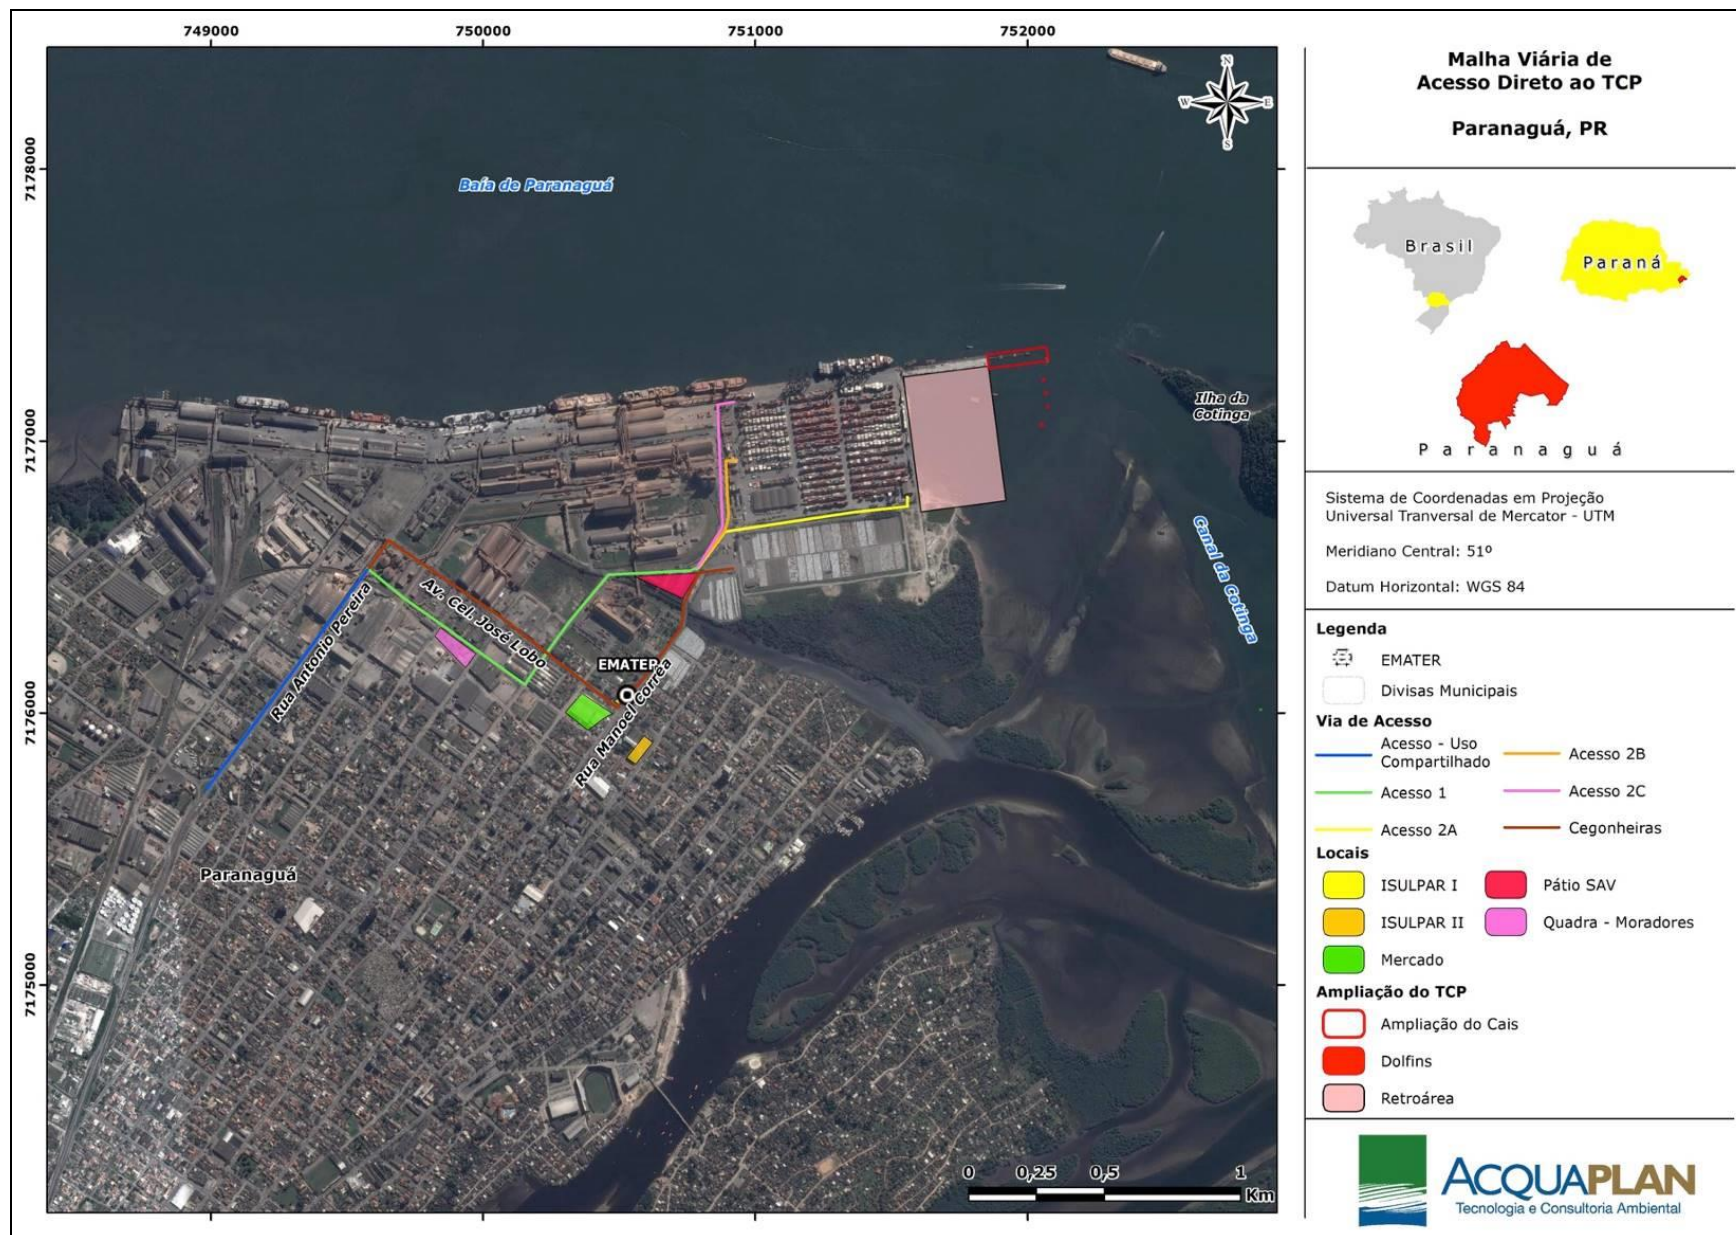 749000
750000
751000
752000
7178000
7177000
7176000
7175000
N
W
E
S
Baía de Paranaguá
Ilha da
Cotinga
Canal da Cotinga
Av. Cel. José Lobo
Rua Antonio Pereira
EMATER
Rua Manoel Corrêa
Paranaguá
0
0,25
0,5
1
Km
Malha Viária de
Acesso Direto ao TCP
Paranaguá, PR
Brasil
Paraná
Paranaguá
Sistema de Coordenadas em Projeção
Universal Tranversal de Mercator - UTM
Meridiano Central: 51º
Datum Horizontal: WGS 84
Legenda
EMATER
Divisas Municipais
Via de Acesso
Acesso - Uso
Compartilhado
Acesso 2B
Acesso 1
Acesso 2C
Acesso 2A
Cegonheiras
Locais
ISULPAR I
Pátio SAV
ISULPAR II
Quadra - Moradores
Mercado
Ampliação do TCP
Ampliação do Cais
Dolfins
Retroárea
ACQUAPLAN
Tecnologia e Consultoria Ambiental